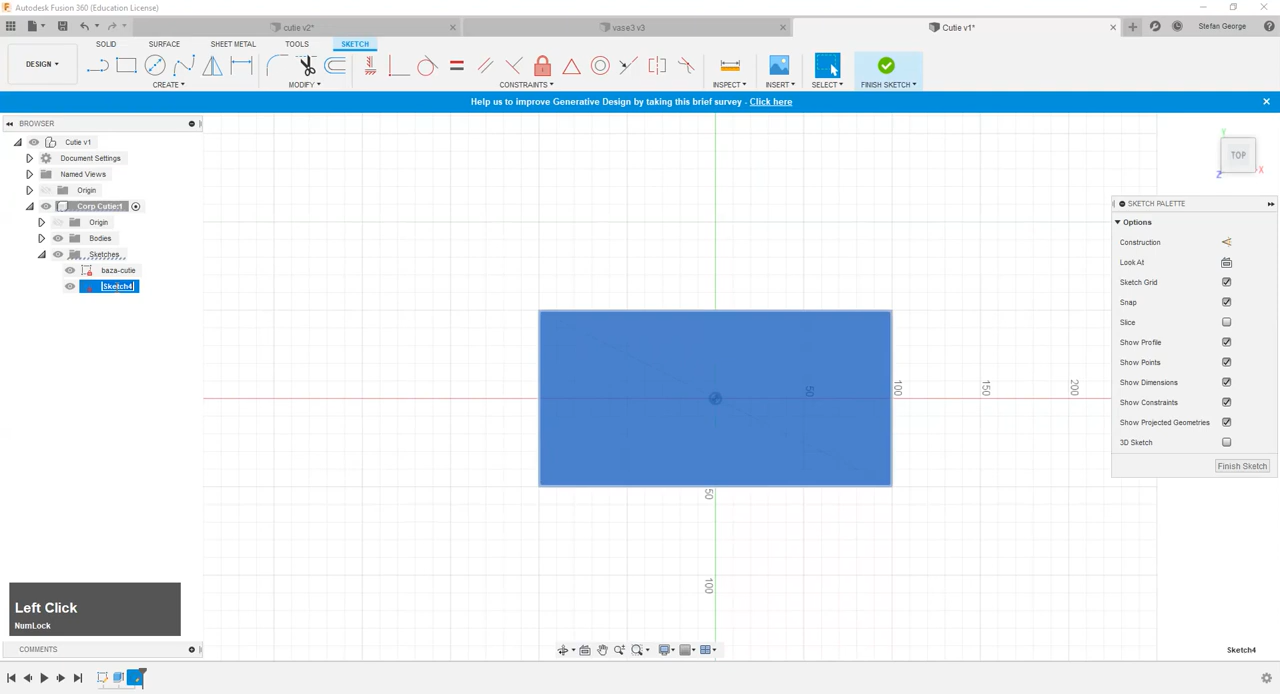 Autodesk Fusion 360 (Education License)
cutie v2*
vase3 v3
Cutie v1*
Stefan George
SOLID
SURFACE
SHEET METAL
TOOLS
SKETCH
DESIGN
CREATE
MODIFY
CONSTRAINTS
INSPECT
INSERT
SELECT
FINISH SKETCH
Help us to improve Generative Design by taking this brief survey - Click here
BROWSER
Cutie v1
Document Settings
Named Views
Origin
Corp Cutie:1
Origin
Bodies
Sketches
baza-cutie
Sketch4
Y
TOP
X
Z
SKETCH PALETTE
Options
Construction
Look At
Sketch Grid
Snap
Slice
Show Profile
Show Points
Show Dimensions
Show Constraints
Show Projected Geometries
3D Sketch
Finish Sketch
50
100
150
200
50
100
Left Click
NumLock
COMMENTS
Sketch4